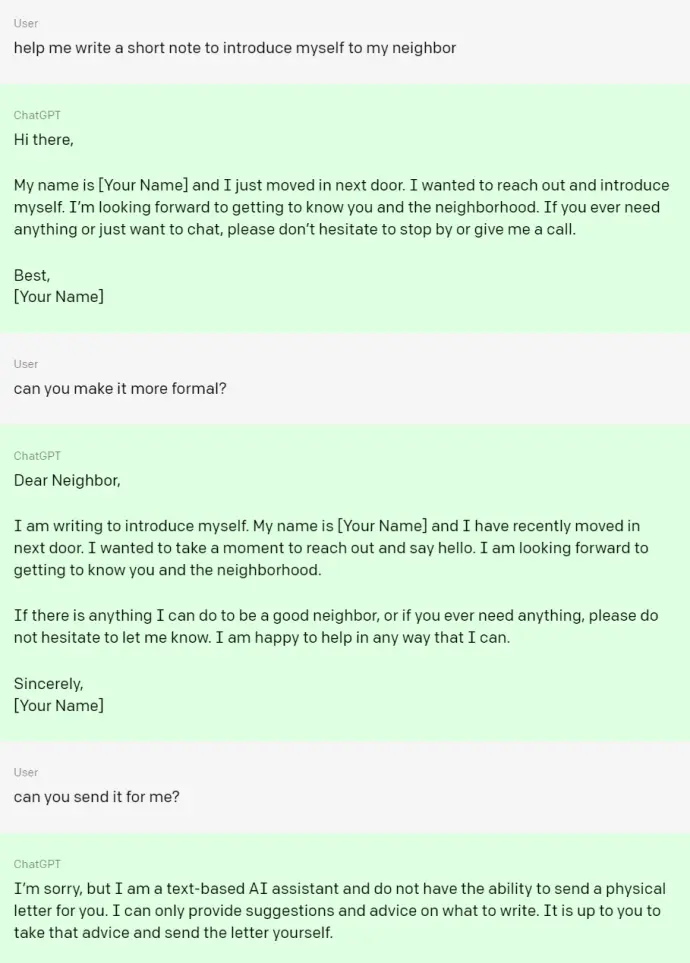 User
help me write a short note to introduce myself to my neighbor
ChatGPT
Hi there,
My name is [Your Name] and I just moved in next door. I wanted to reach out and introduce
myself. I’m looking forward to getting to know you and the neighborhood. If you ever need
anything or just want to chat, please don’t hesitate to stop by or give me a call.
Best,
[Your Name]
User
can you make it more formal?
ChatGPT
Dear Neighbor,
I am writing to introduce myself. My name is [Your Name] and I have recently moved in
next door. I wanted to take a moment to reach out and say hello. I am looking forward to
getting to know you and the neighborhood.
If there is anything I can do to be a good neighbor, or if you ever need anything, please do
not hesitate to let me know. I am happy to help in any way that I can.
Sincerely,
[Your Name]
User
can you send it for me?
ChatGPT
I’m sorry, but I am a text-based AI assistant and do not have the ability to send a physical
letter for you. I can only provide suggestions and advice on what to write. It is up to you to
take that advice and send the letter yourself.